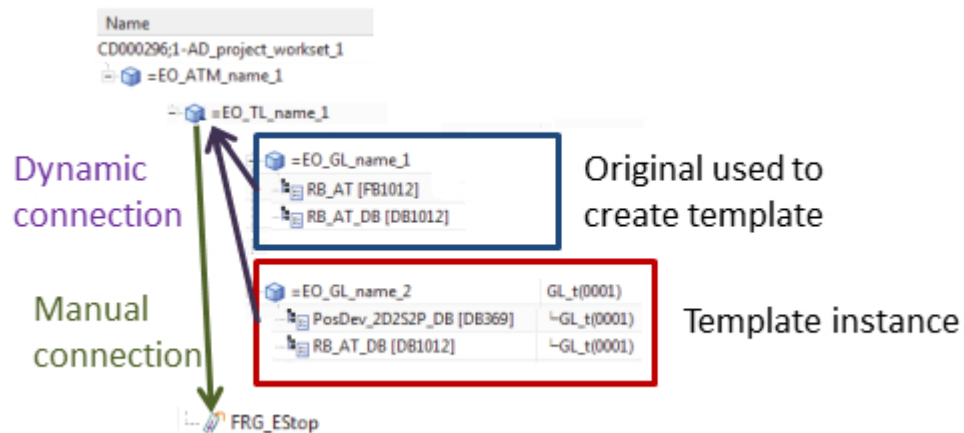 Name
CD000296;1-AD_project_workset_1
=EO_ATM_name_1
=EO_TL_name_1
Dynamic
connection
=EO_GL_name_1
RB_AT [FB1012]
RB_AT_DB [DB1012]
Original used to
create template
Manual
connection
=EO_GL_name_2 GL_t(0001)
PosDev_2D2S2P_DB [DB369] GL_t(0001)
RB_AT_DB [DB1012] GL_t(0001)
Template instance
FRG_EStop